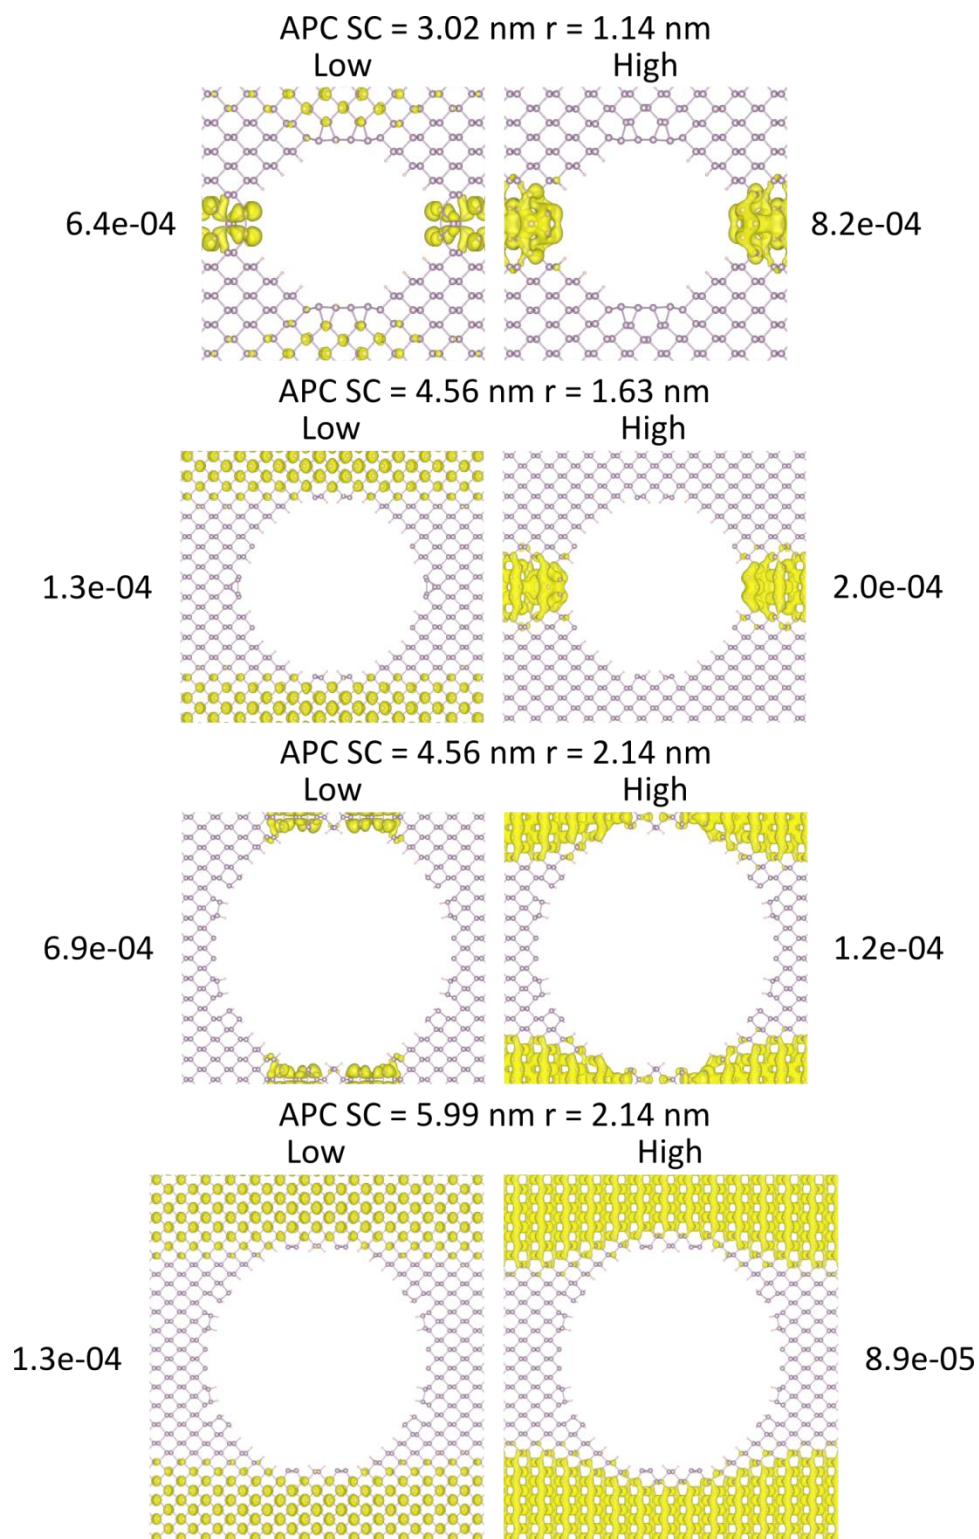 APC SC = 3.02 nm r = 1.14 nm
Low High
6.4e-04 8.2e-04
APC SC = 4.56 nm r = 1.63 nm
Low High
1.3e-04 2.0e-04
APC SC = 4.56 nm r = 2.14 nm
Low High
6.9e-04 1.2e-04
APC SC = 5.99 nm r = 2.14 nm
Low High
1.3e-04 8.9e-05